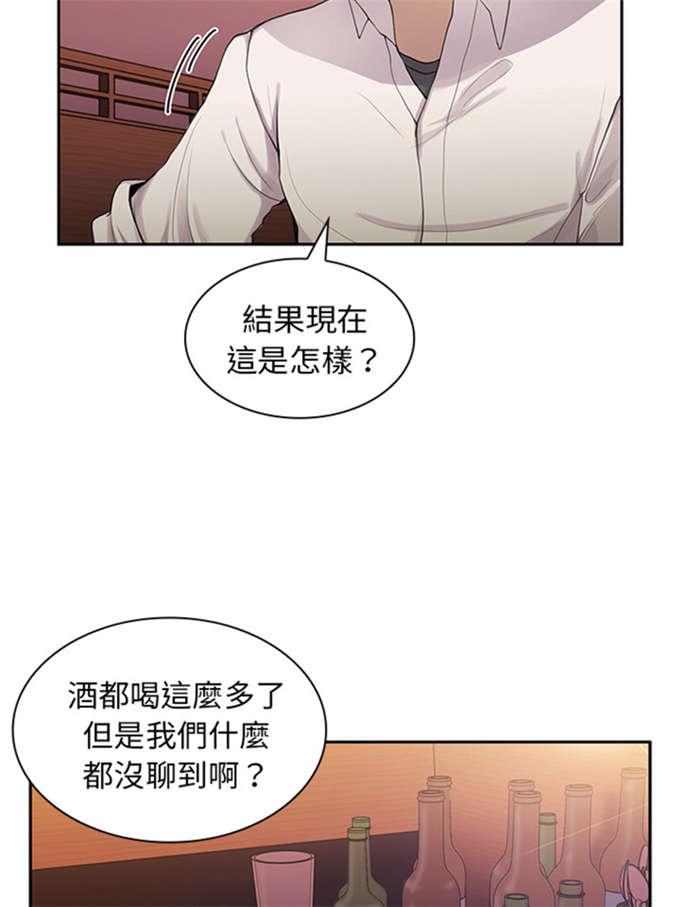 結果現在
這是怎樣？
酒都喝這麼多了
但是我們什麼
都沒聊到啊？